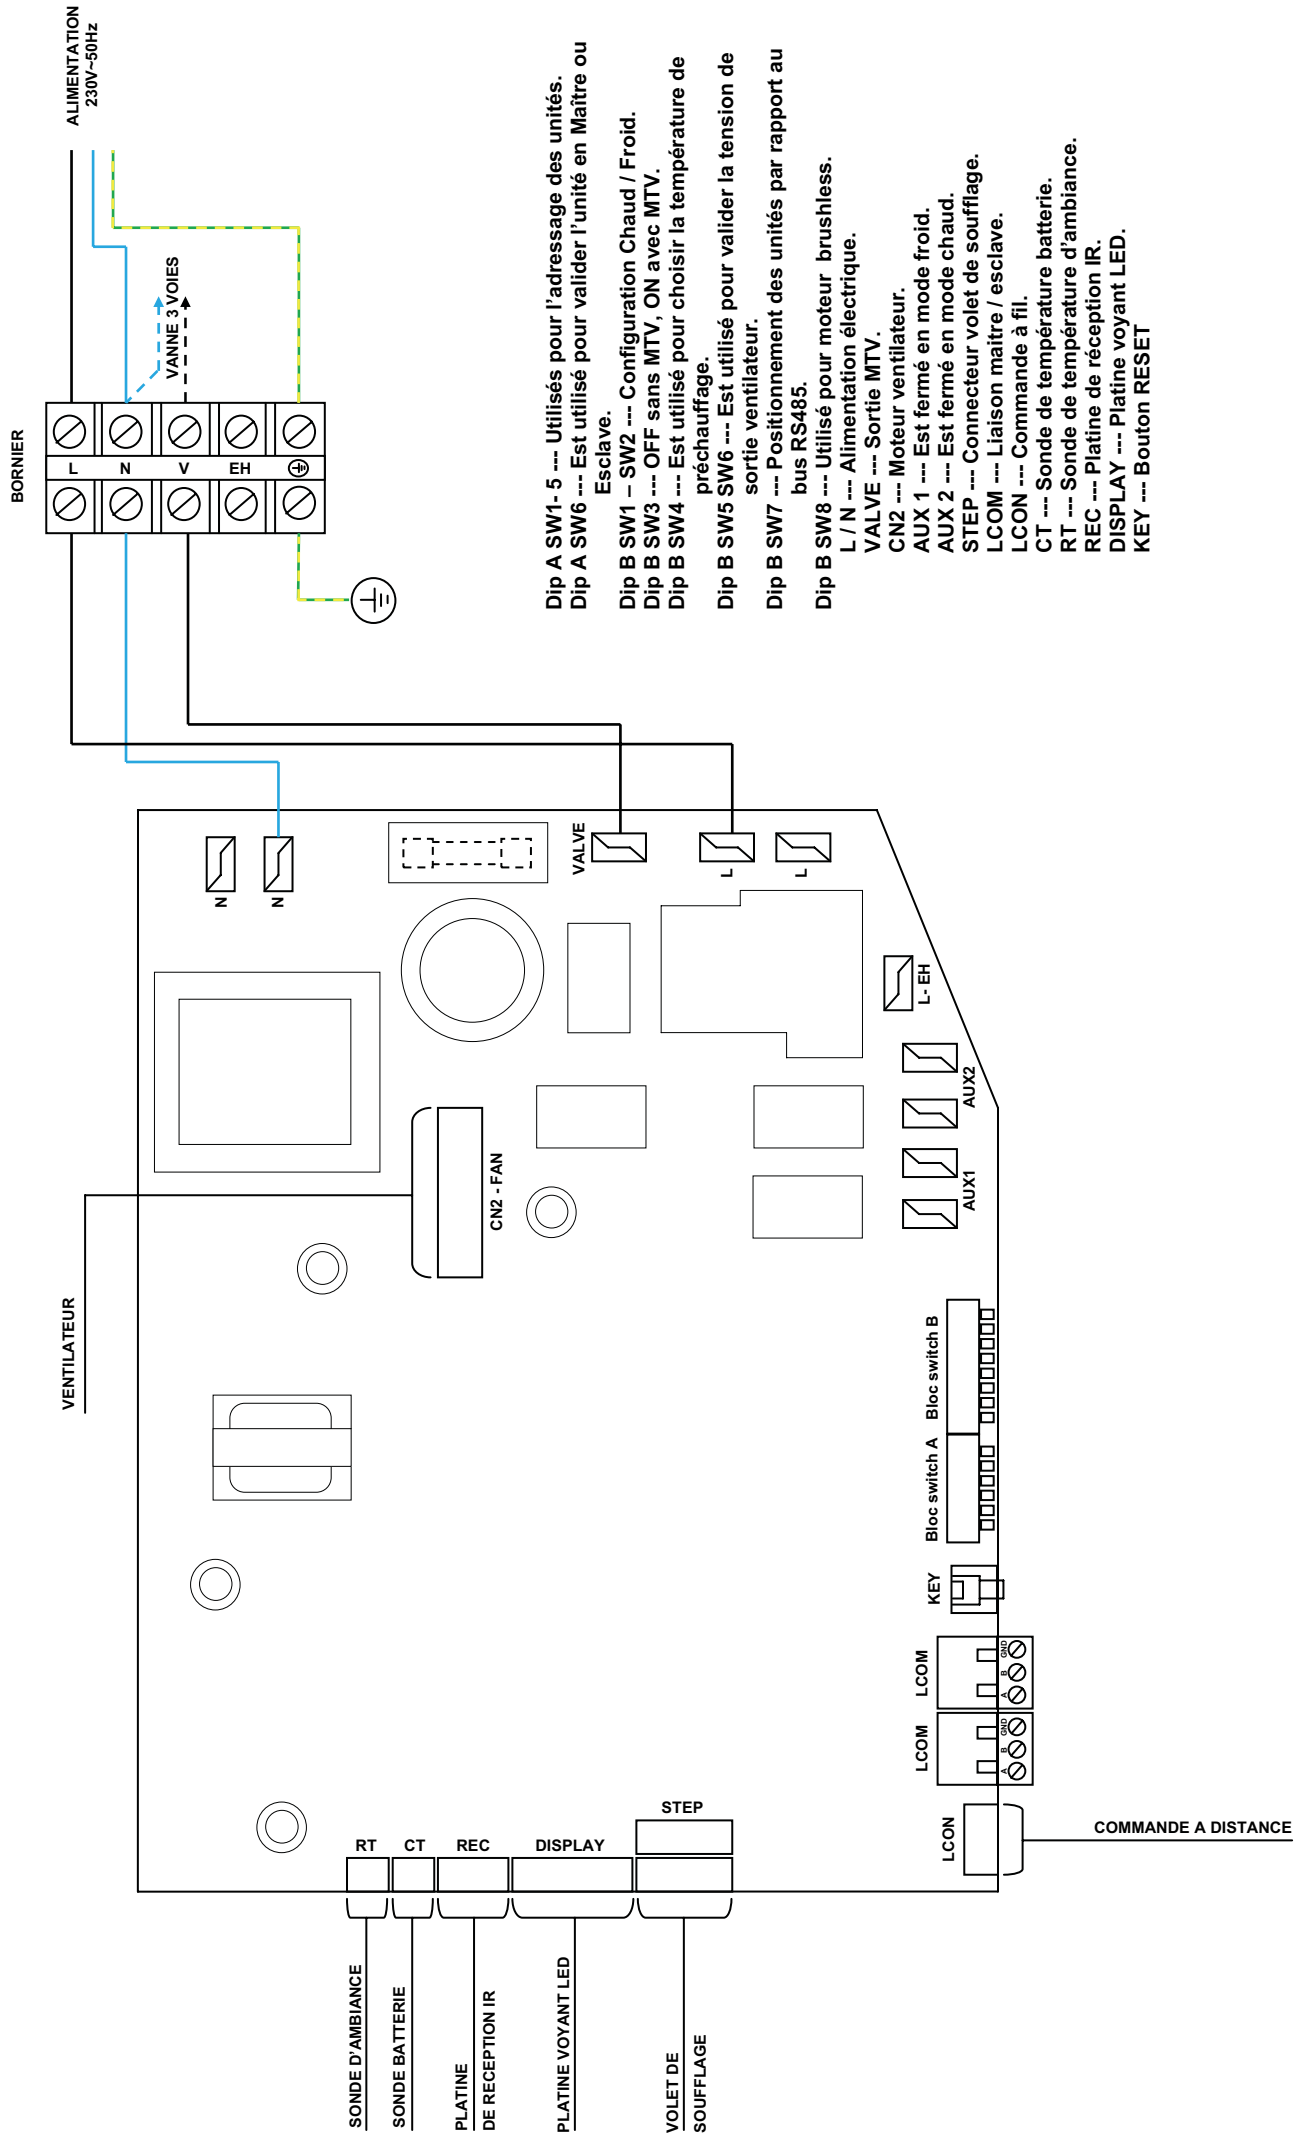 ALIMENTATION
230V~50Hz
BORNIER
VANNE 3 VOIES
L
N
V
EH
Dip A SW1- 5 --- Utilisés pour l'adressage des unités.
Dip A SW6 --- Est utilisé pour valider l'unité en Maître ou
Esclave.
Dip B SW1 – SW2 --- Configuration Chaud / Froid.
Dip B SW3 --- OFF sans MTV, ON avec MTV.
Dip B SW4 --- Est utilisé pour choisir la température de
préchauffage.
Dip B SW5 SW6 --- Est utilisé pour valider la tension de
sortie ventilateur.
Dip B SW7 --- Positionnement des unités par rapport au
bus RS485.
Dip B SW8 --- Utilisé pour moteur brushless.
L / N --- Alimentation électrique.
VALVE --- Sortie MTV.
CN2 --- Moteur ventilateur.
AUX 1 --- Est fermé en mode froid.
AUX 2 --- Est fermé en mode chaud.
STEP --- Connecteur volet de soufflage.
LCOM --- Liaison maitre / esclave.
LCON --- Commande à fil.
CT --- Sonde de température batterie.
RT --- Sonde de température d'ambiance.
REC --- Platine de réception IR.
DISPLAY --- Platine voyant LED.
KEY --- Bouton RESET
N
N
VALVE
L
L
L- EH
AUX2
AUX1
CN2 - FAN
VENTILATEUR
Bloc switch B
Bloc switch A
KEY
LCOM
A
B
GND
LCOM
A
B
GND
LCON
COMMANDE A DISTANCE
RT
CT
REC
DISPLAY
STEP
SONDE D'AMBIANCE
SONDE BATTERIE
PLATINE
DE RECEPTION IR
PLATINE VOYANT LED
VOLET DE
SOUFFLAGE